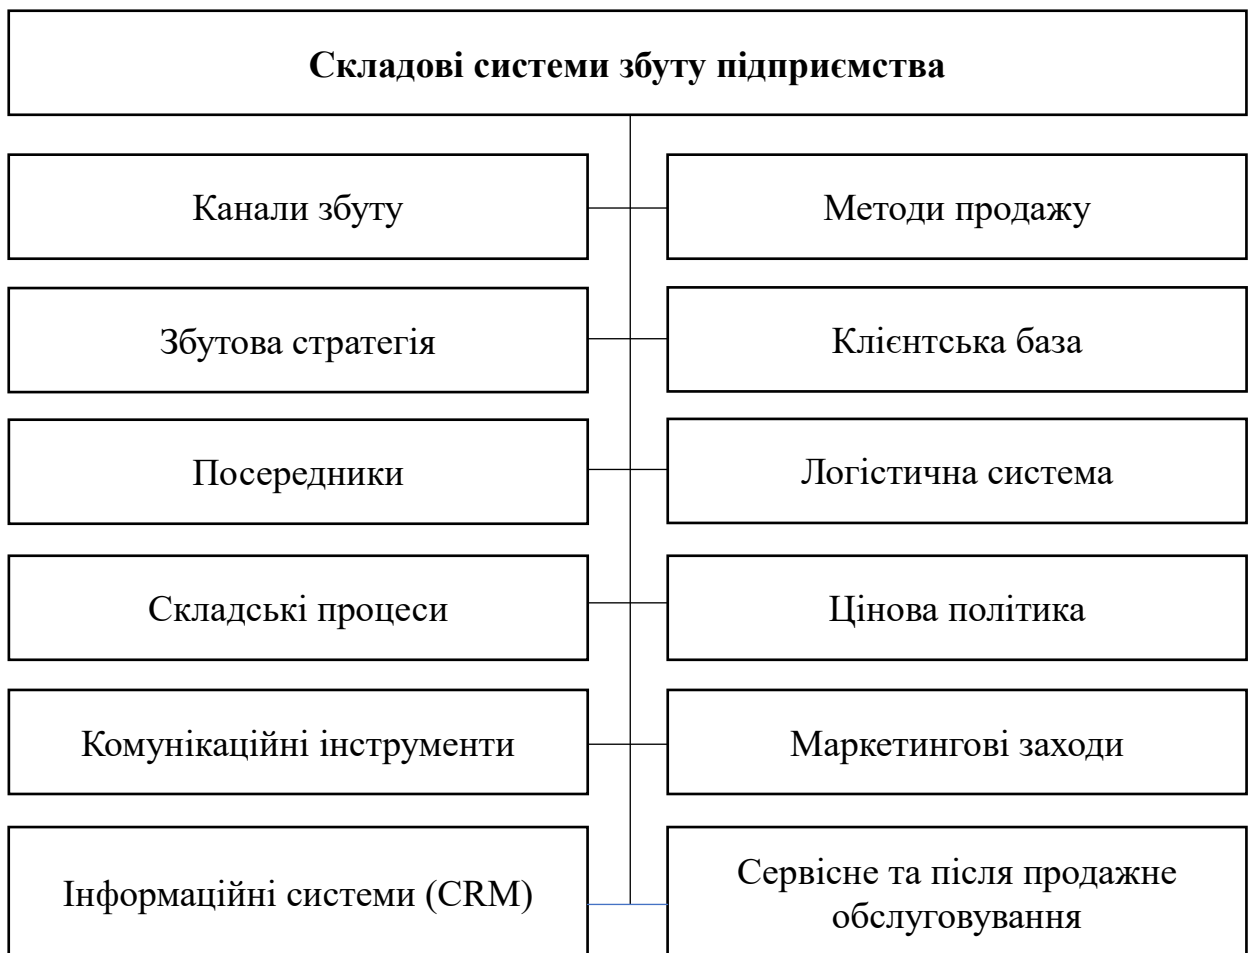 Складові системи збуту підприємства
Канали збуту
Методи продажу
Збутова стратегія
Клієнтська база
Посередники
Логістична система
Складські процеси
Цінова політика
Комунікаційні інструменти
Маркетингові заходи
Інформаційні системи (CRM)
Сервісне та після продажне
обслуговування